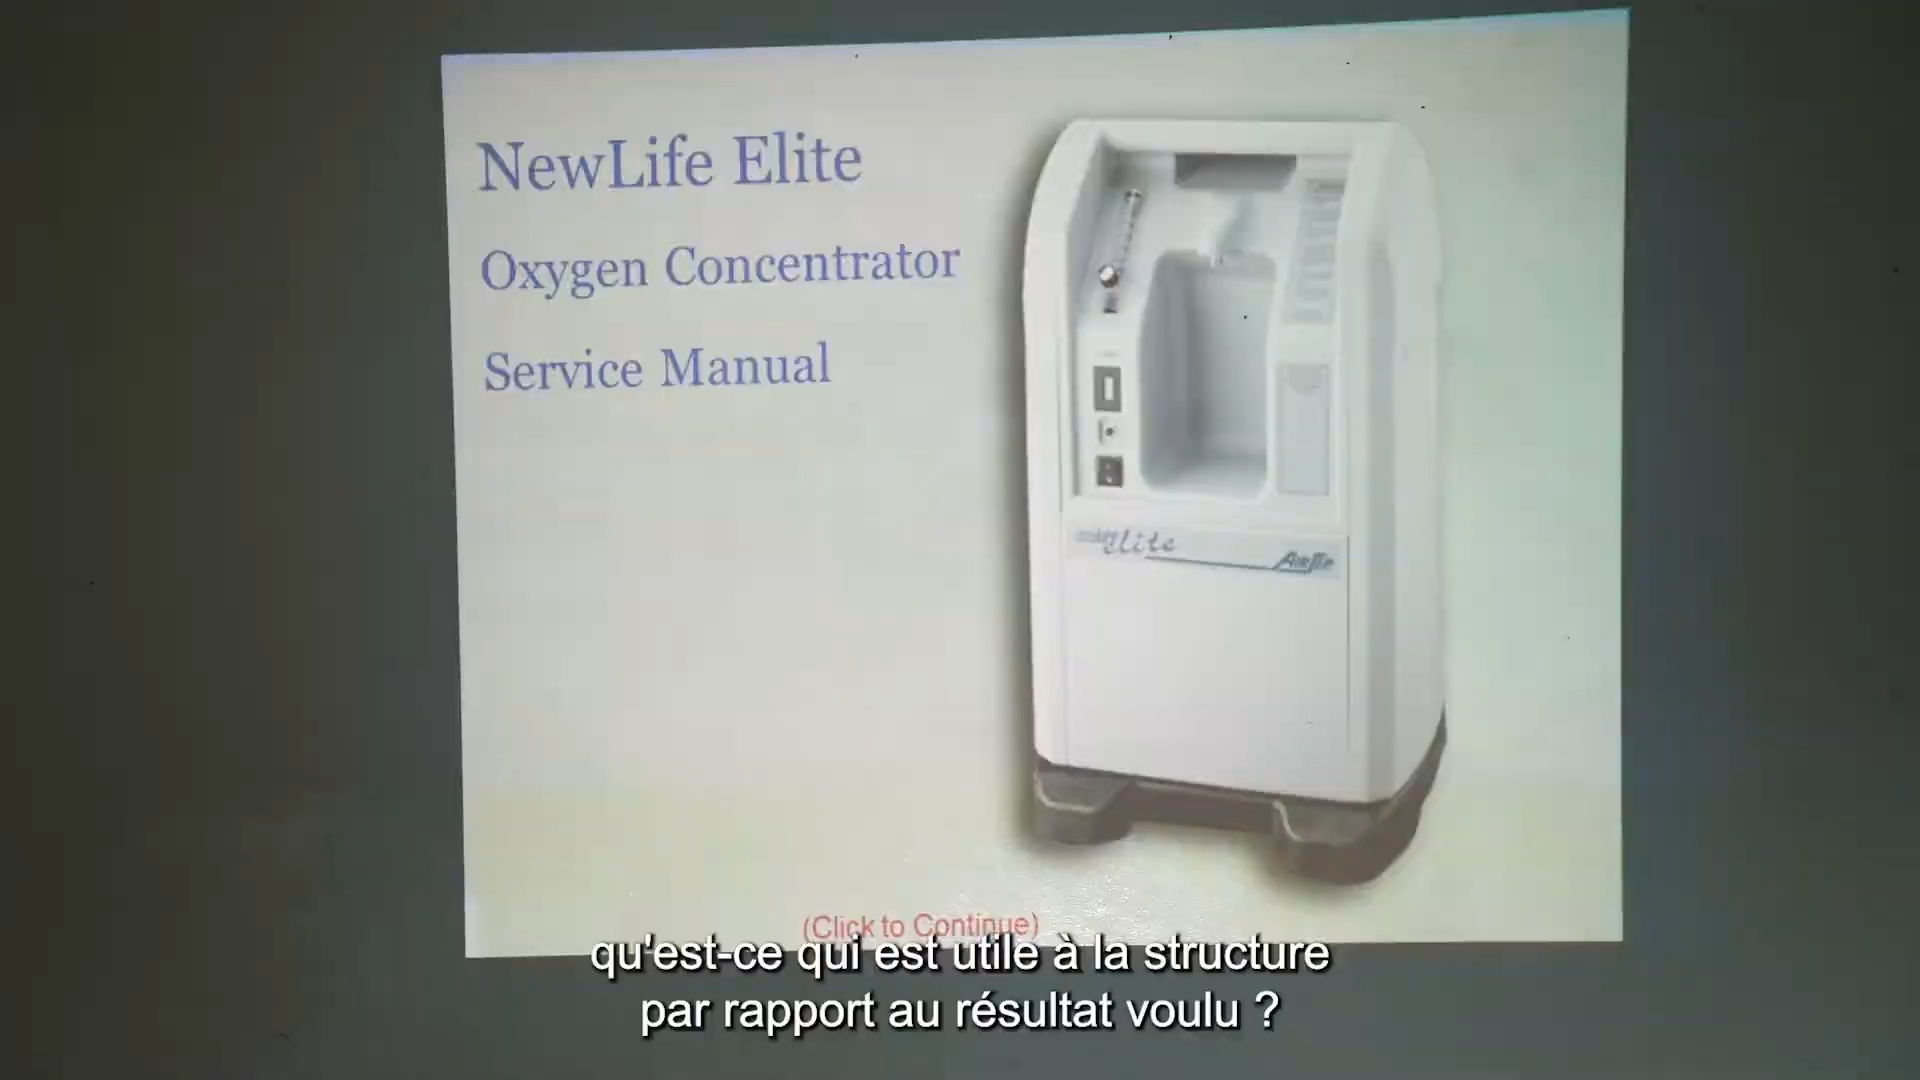 NewLife Elite
Oxygen Concentrator
Service Manual
elite
AirSep
(Click to Continue)
qu'est-ce qui est utile à la structure
par rapport au résultat voulu ?